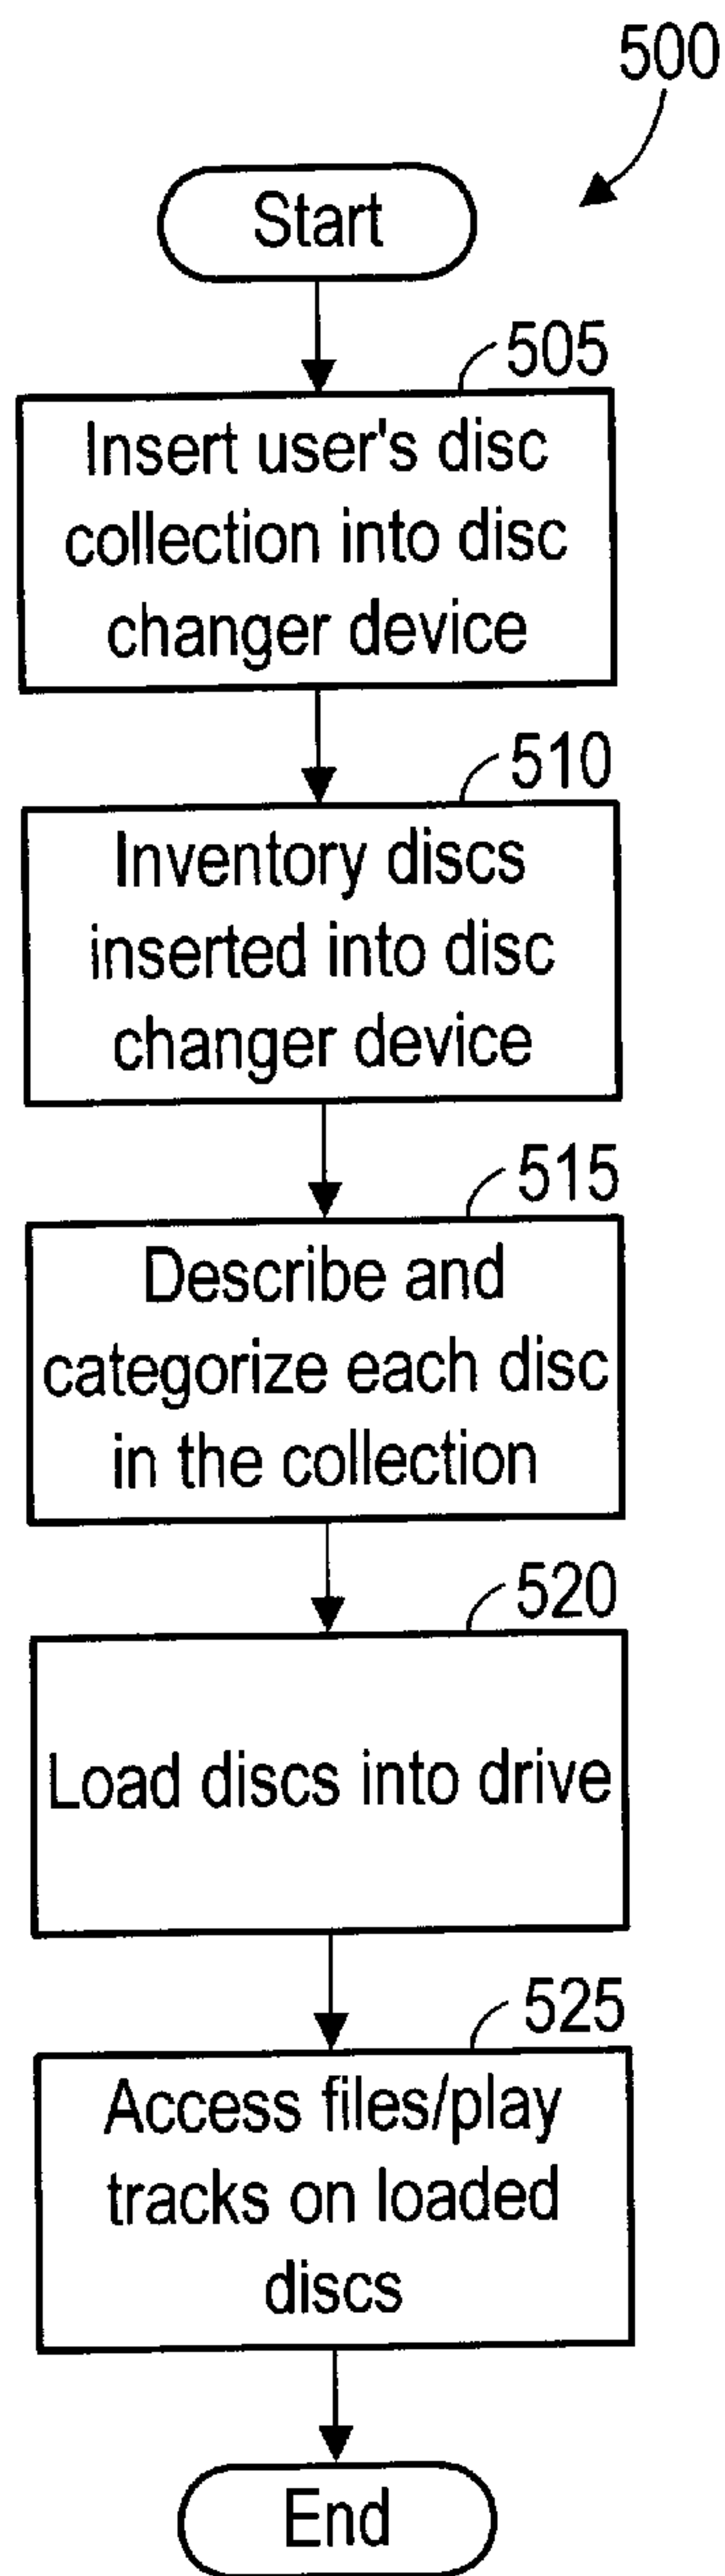 500
Start
505
Insert user's disc
collection into disc
changer device
510
Inventory discs
inserted into disc
changer device
515
Describe and
categorize each disc
in the collection
520
Load discs into drive
525
Access files/play
tracks on loaded
discs
End